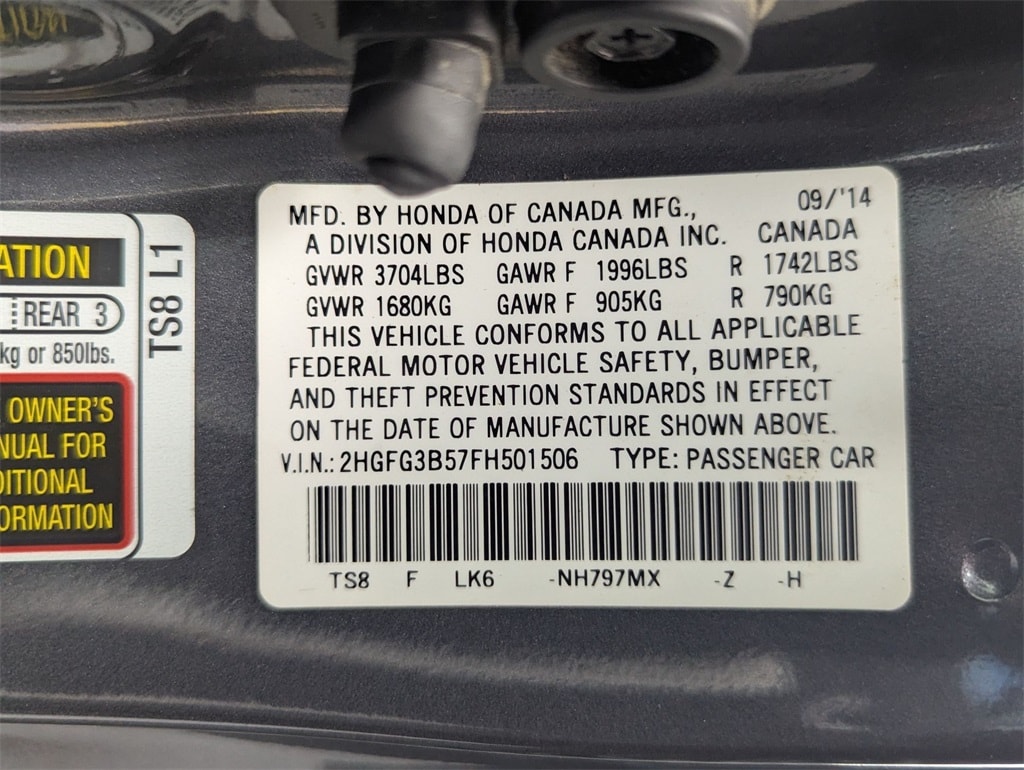 ATION
REAR 3
kg or 850lbs.
OWNER'S
NUAL FOR
DITIONAL
FORMATION
TS8 L1
MFD. BY HONDA OF CANADA MFG., 09/'14
A DIVISION OF HONDA CANADA INC. CANADA
GVWR 3704LBS GAWR F 1996LBS R 1742LBS
GVWR 1680KG GAWR F 905KG R 790KG
THIS VEHICLE CONFORMS TO ALL APPLICABLE
FEDERAL MOTOR VEHICLE SAFETY, BUMPER,
AND THEFT PREVENTION STANDARDS IN EFFECT
ON THE DATE OF MANUFACTURE SHOWN ABOVE.
V.I.N.: 2HGFG3B57FH501506 TYPE: PASSENGER CAR
TS8 F LK6 -NH797MX -Z -H